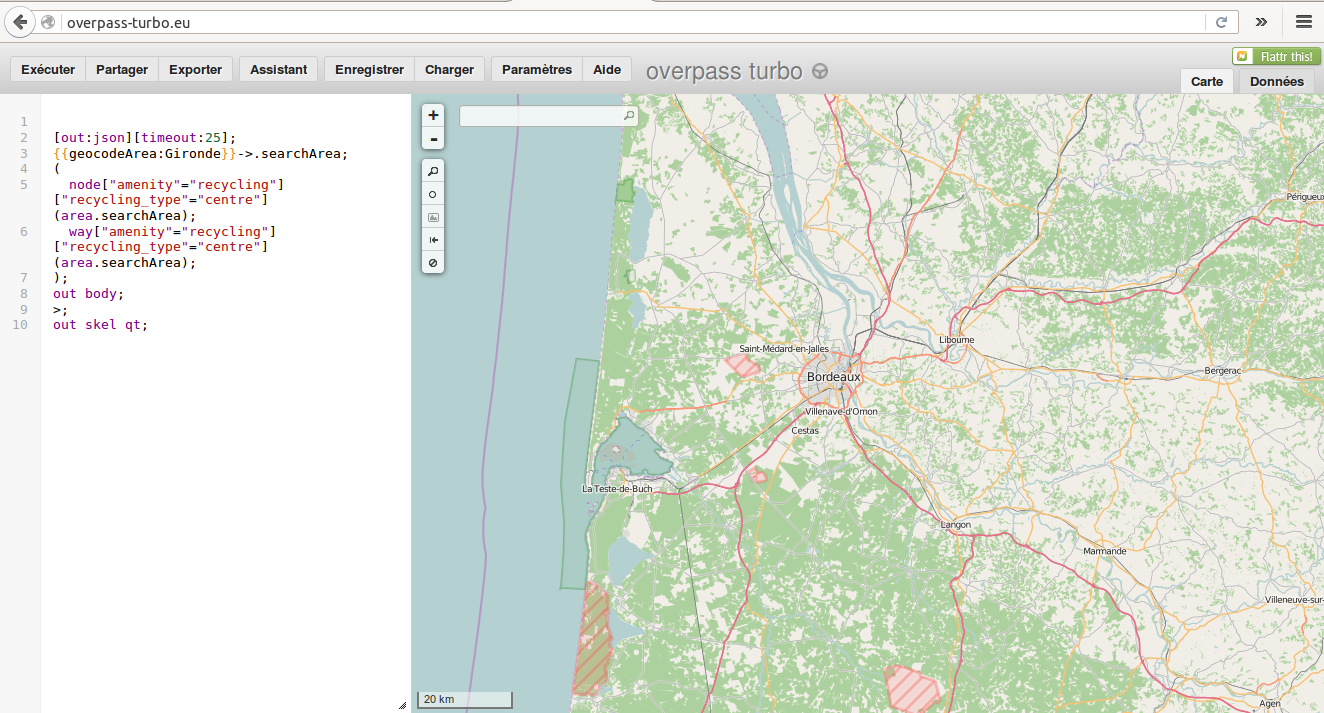 overpass-turbo.eu
»
Flattr this!
Exécuter Partager Exporter Assistant Enregistrer Charger Paramètres Aide overpass turbo
Carte Données
1
2 [out:json][timeout:25];
3 {{geocodeArea:Gironde}}->.searchArea;
4 (
5 node["amenity"="recycling"]
["recycling_type"="centre"]
(area.searchArea);
6 way["amenity"="recycling"]
["recycling_type"="centre"]
(area.searchArea);
7 );
8 out body;
9 >;
10 out skel qt;
+
-
Périgueux
Libourne
Saint-Médard-en-Jalles
Bergerac
Bordeaux
Villenave-d'Ornon
Cestas
La Teste-de-Buch
Langon
Marmande
Villeneuve-sur-
20 km
Agen